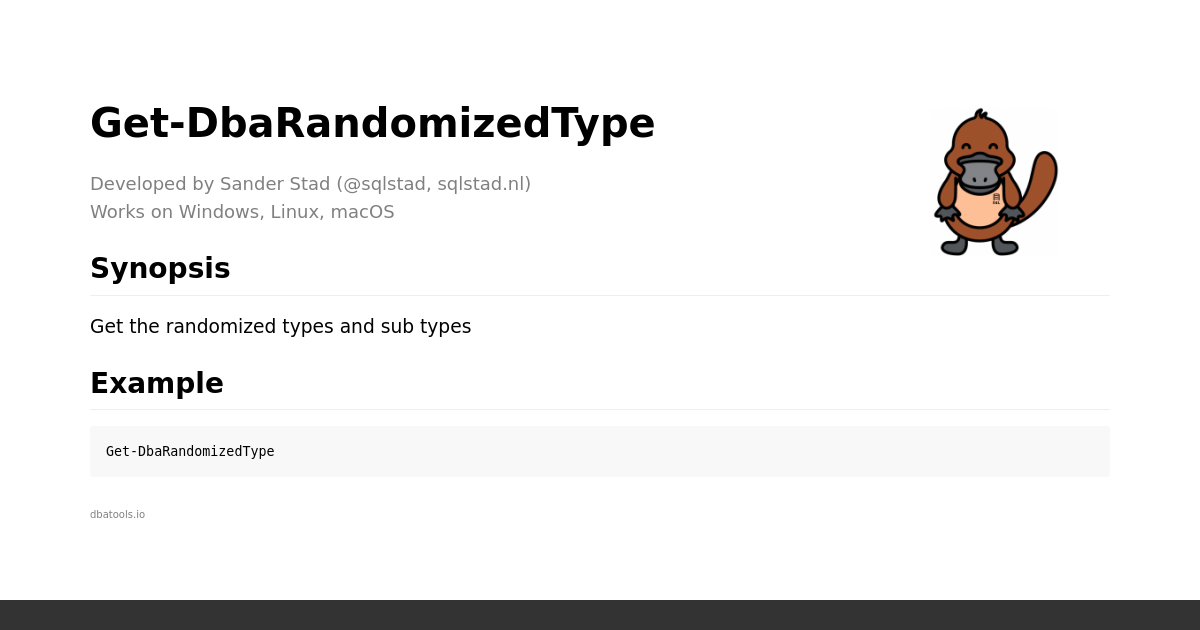 Get-DbaRandomizedType
Developed by Sander Stad (@sqlstad, sqlstad.nl)
Works on Windows, Linux, macOS
Synopsis
Get the randomized types and sub types
Example
Get-DbaRandomizedType
dbatools.io